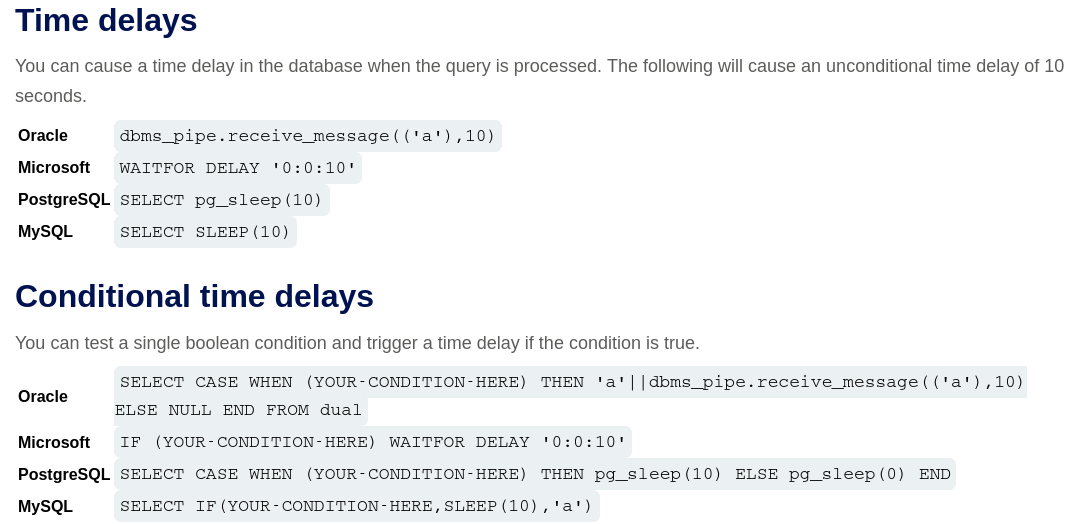 Time delays
You can cause a time delay in the database when the query is processed. The following will cause an unconditional time delay of 10
seconds.
Oracle dbms_pipe.receive_message(('a'),10)
Microsoft WAITFOR DELAY '0:0:10'
PostgreSQL SELECT pg_sleep(10)
MySQL SELECT SLEEP(10)
Conditional time delays
You can test a single boolean condition and trigger a time delay if the condition is true.
Oracle SELECT CASE WHEN (YOUR-CONDITION-HERE) THEN 'a'||dbms_pipe.receive_message(('a'),10)
ELSE NULL END FROM dual
Microsoft IF (YOUR-CONDITION-HERE) WAITFOR DELAY '0:0:10'
PostgreSQL SELECT CASE WHEN (YOUR-CONDITION-HERE) THEN pg_sleep(10) ELSE pg_sleep(0) END
MySQL SELECT IF(YOUR-CONDITION-HERE,SLEEP(10),'a')